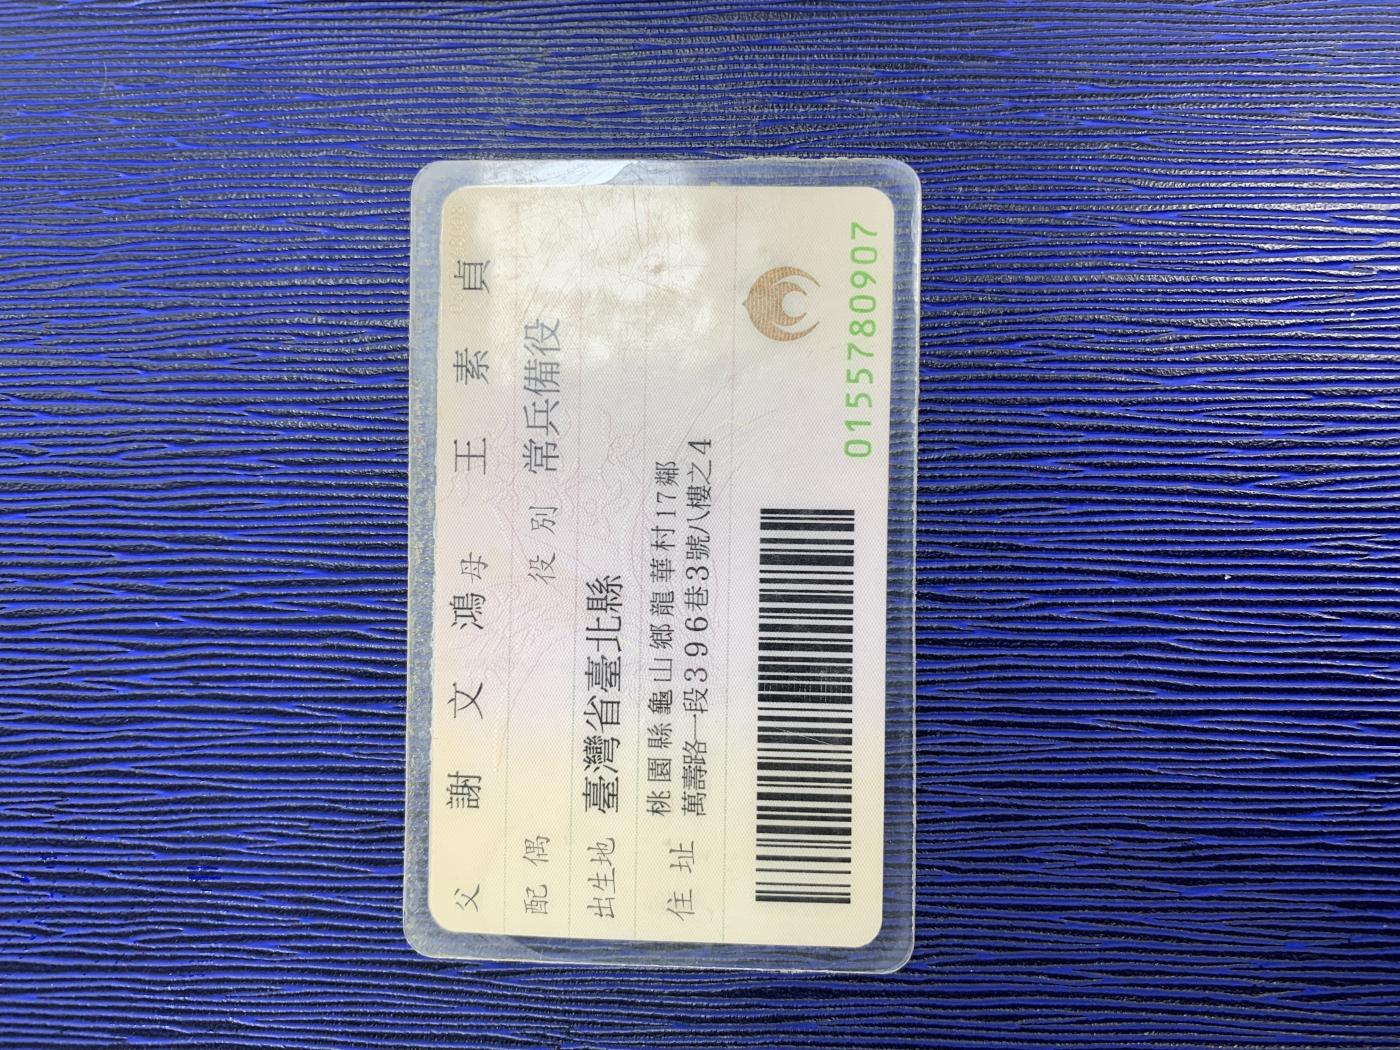 父 謝文鴻 母 王素貞
配偶 役別 常兵備役
出生地 臺灣省臺北縣
住址 桃園縣龜山鄉龍華村17鄰
萬壽路一段396巷3號八樓之4
0155780907